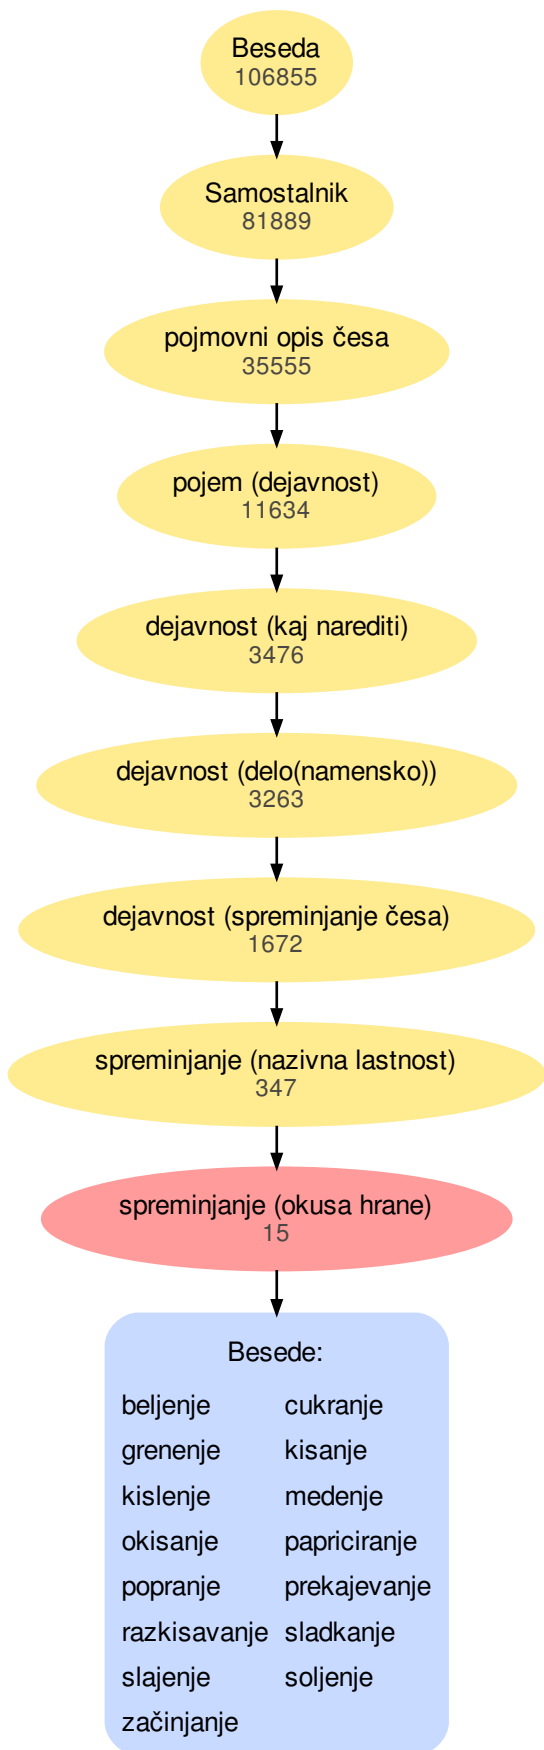 Beseda
106855
Samostalnik
81889
pojmovni opis česa
35555
pojem (dejavnost)
11634
dejavnost (kaj narediti)
3476
dejavnost (delo(namensko))
3263
dejavnost (spreminjanje česa)
1672
spreminjanje (nazivna lastnost)
347
spreminjanje (okusa hrane)
15
Besede:
beljenje cukranje
grenenje kisanje
kislenje medenje
okisanje papriciranje
popranje prekajevanje
razkisavanje sladkanje
slajenje soljenje
začinjanje